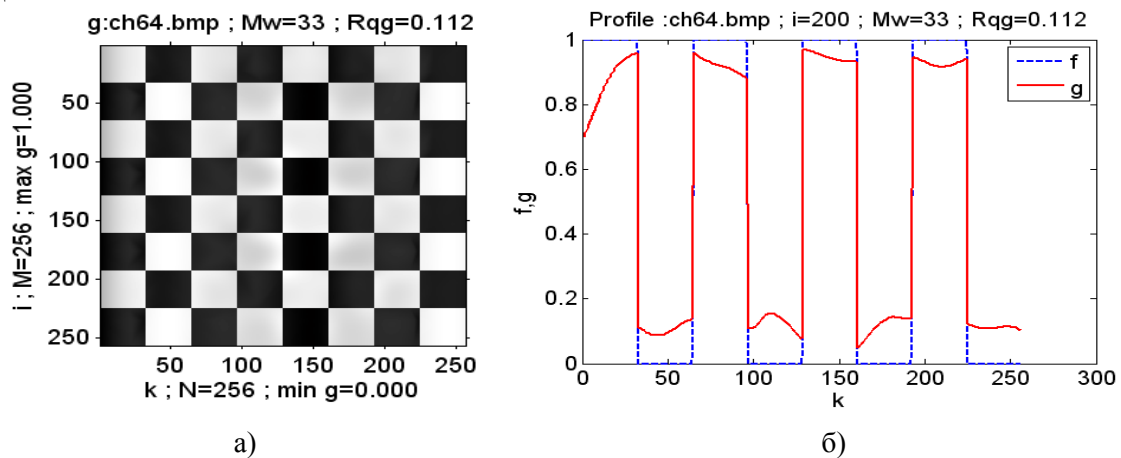 g:ch64.bmp ; Mw=33 ; Rqg=0.112
i ; M=256 ; max g=1.000
50
100
150
200
250
50 100 150 200 250
k ; N=256 ; min g=0.000
а)
Profile :ch64.bmp ; i=200 ; Mw=33 ; Rqg=0.112
f,g
1
0.8
0.6
0.4
0.2
0
0 50 100 150 200 250 300
k
f
g
б)